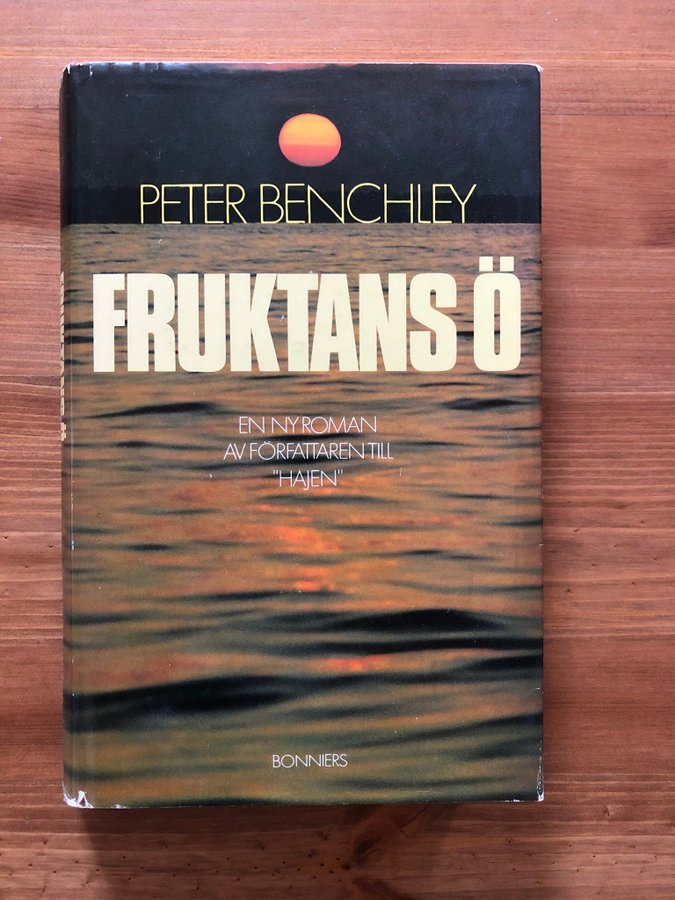 PETER BENCHLEY
FRUKTANS Ö
EN NY ROMAN
AV FÖRFATTAREN TILL
"HAJEN"
BONNIERS